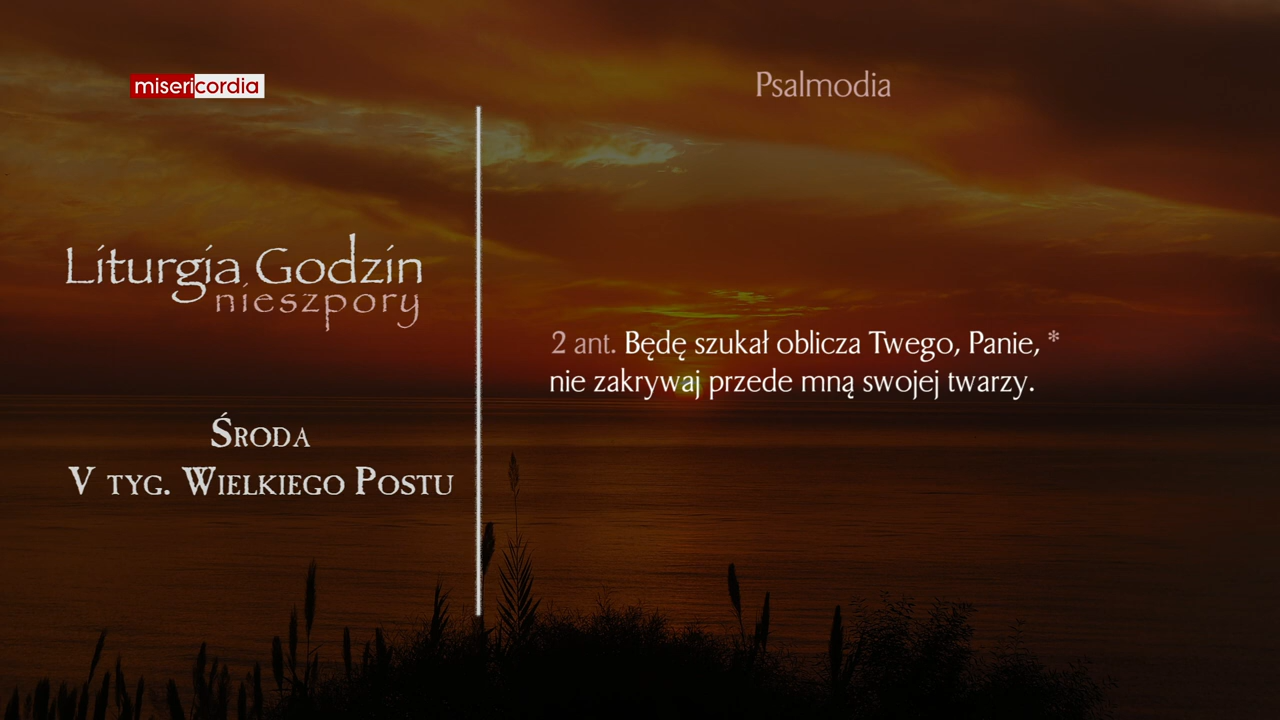 misericordia
Psalmodia
Liturgia Godzin
nieszpory
2 ant. Będę szukał oblicza Twego, Panie, *
nie zakrywaj przede mną swojej twarzy.
Środa
V tyg. Wielkiego Postu